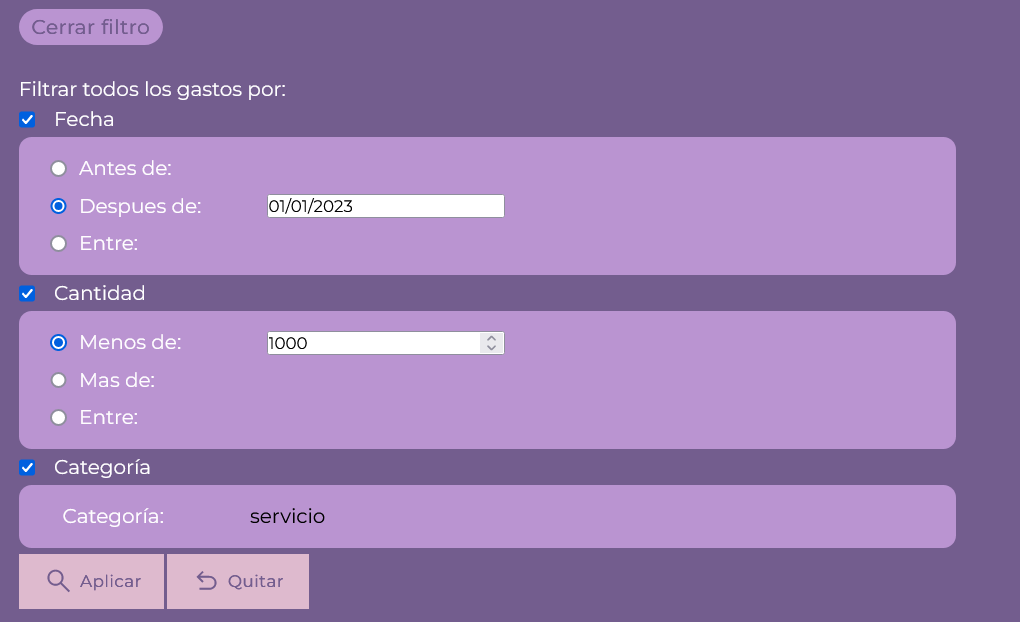 Cerrar filtro
Filtrar todos los gastos por:
Fecha
Antes de:
Despues de: 01/01/2023
Entre:
Cantidad
Menos de: 1000
Mas de:
Entre:
Categoría
Categoría: servicio
Aplicar Quitar